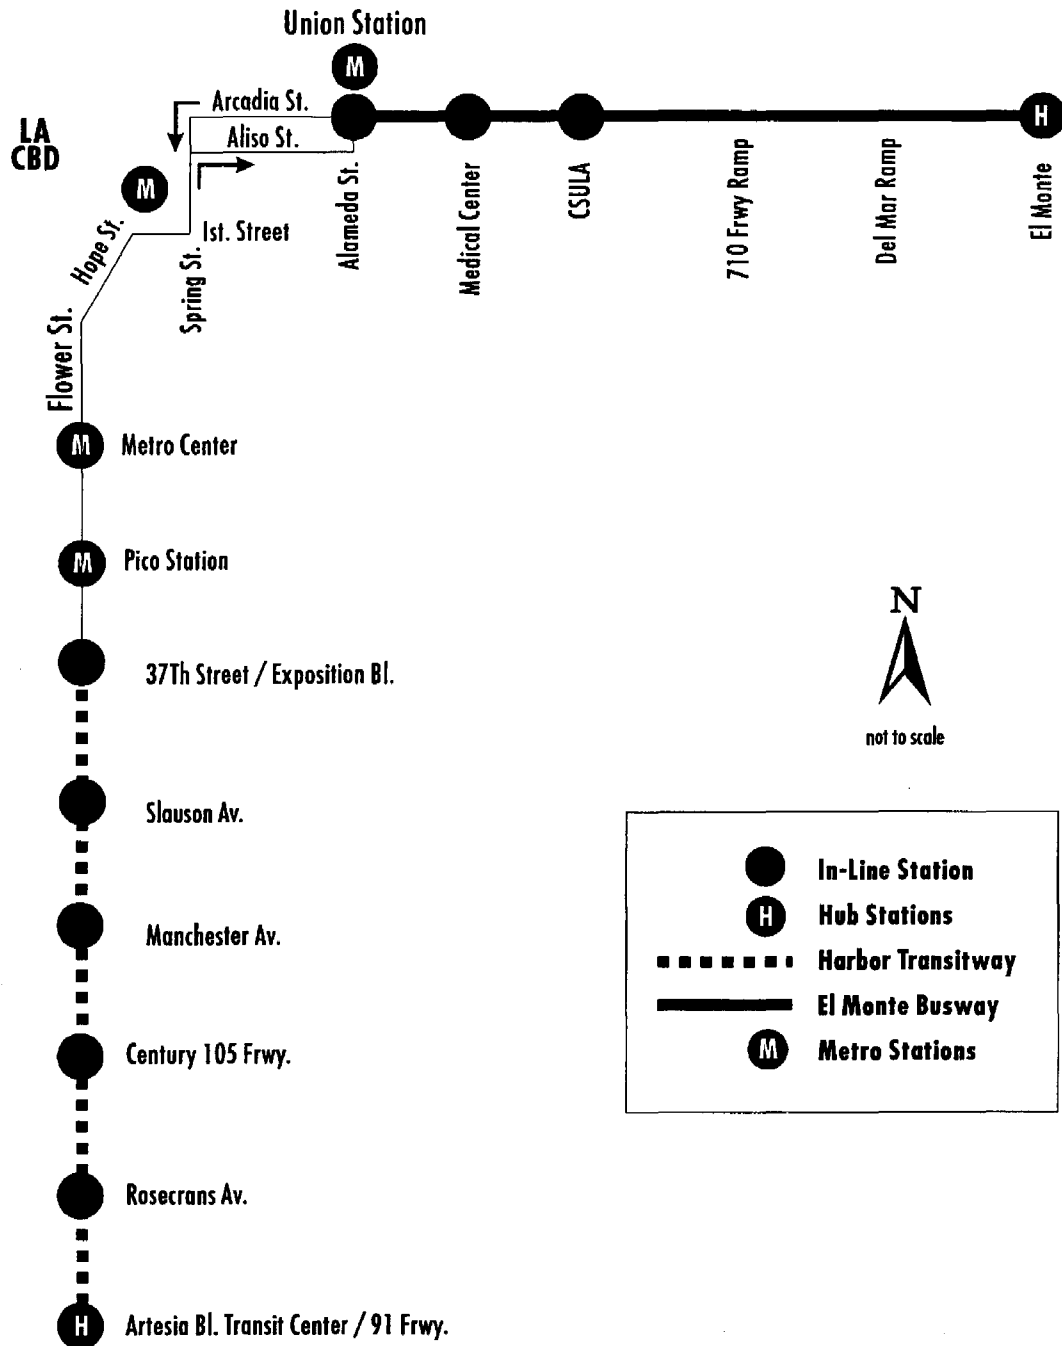 Union Station
M
Arcadia St.
LA
CBD
Aliso St.
H
M
Hope St.
1st. Street
Spring St.
Alameda St.
Medical Center
CSULA
710 Frwy Ramp
Del Mar Ramp
El Monte
Flower St.
M
Metro Center
M
Pico Station
N
not to scale
37Th Street / Exposition Bl.
Slauson Av.
Manchester Av.
Century 105 Frwy.
Rosecrans Av.
H
Artesia Bl. Transit Center / 91 Frwy.
In-Line Station
H
Hub Stations
Harbor Transitway
El Monte Busway
M
Metro Stations